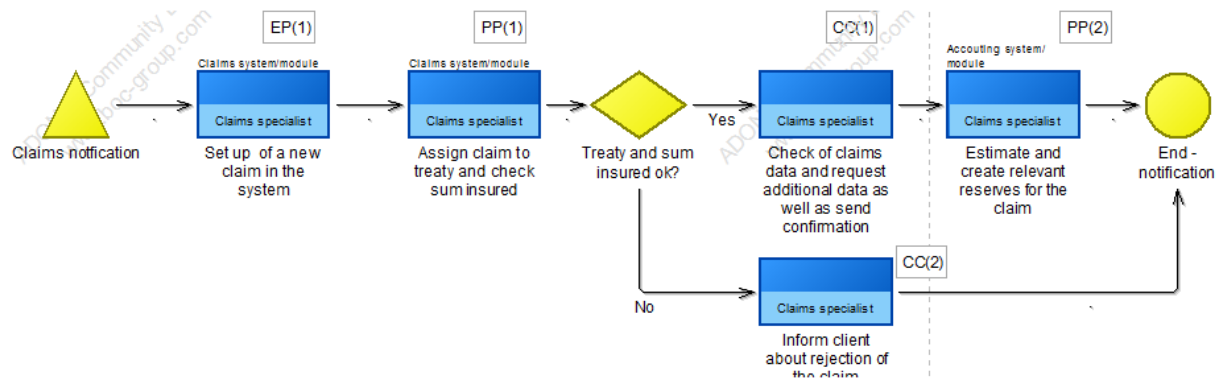 EP(1)
PP(1)
CC(1)
PP(2)
Claims system/module
Claims system/module
Accouting system/
module
Claims specialist
Claims specialist
Claims specialist
Claims specialist
Yes
Claims notfication
Set up of a new
claim in the
system
Assign claim to
treaty and check
sum insured
Treaty and sum
insured ok?
Check of claims
data and request
additional data as
well as send
confirmation
Estimate and
create relevant
reserves for the
claim
End -
notification
CC(2)
No
Claims specialist
Inform client
about rejection of
the claim